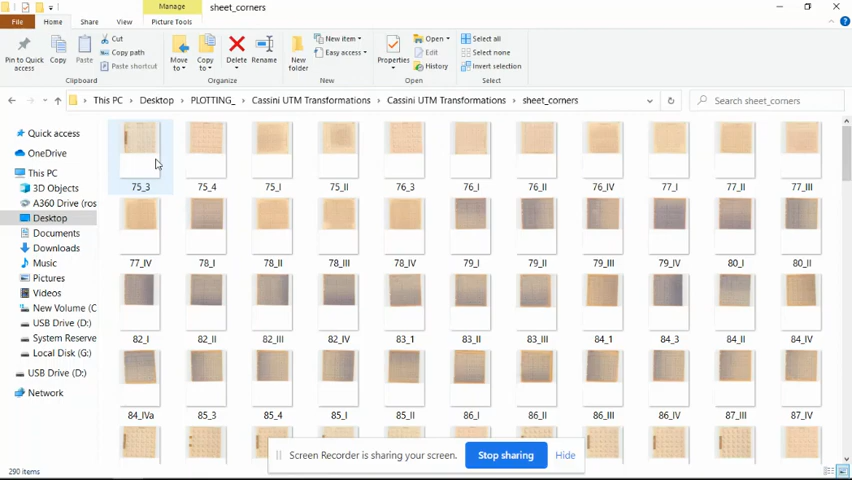 Manage
sheet_corners
File
Home
Share
View
Picture Tools
Pin to Quick access
Copy
Paste
Cut
Copy path
Paste shortcut
Clipboard
Move to
Copy to
Delete
Rename
Organize
New folder
New item
Easy access
New
Properties
Open
Edit
History
Open
Select all
Select none
Invert selection
Select
This PC
Desktop
PLOTTING_
Cassini UTM Transformations
Cassini UTM Transformations
sheet_corners
Search sheet_corners
Quick access
OneDrive
This PC
3D Objects
A360 Drive (ros
Desktop
Documents
Downloads
Music
Pictures
Videos
New Volume (C
USB Drive (D:)
System Reserve
Local Disk (G:)
USB Drive (D:)
Network
75_3 75_4 75_I 75_II 76_3 76_I 76_II 76_IV 77_I 77_II 77_III
77_IV 78_I 78_II 78_III 78_IV 79_I 79_II 79_III 79_IV 80_I 80_II
82_I 82_II 82_III 82_IV 83_1 83_II 83_III 84_1 84_3 84_II 84_IV
84_IVa 85_3 85_4 85_I 85_II 86_I 86_II 86_III 86_IV 87_III 87_IV
Screen Recorder is sharing your screen.
Stop sharing
Hide
290 items